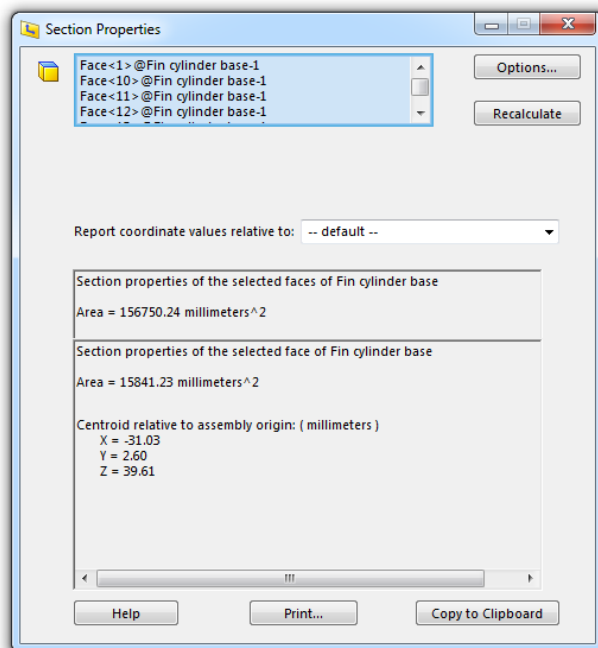 Section Properties
Face<1>@Fin cylinder base-1
Face<10>@Fin cylinder base-1
Face<11>@Fin cylinder base-1
Face<12>@Fin cylinder base-1
Options...
Recalculate
Report coordinate values relative to: -- default --
Section properties of the selected faces of Fin cylinder base
Area = 156750.24 millimeters^2
Section properties of the selected face of Fin cylinder base
Area = 15841.23 millimeters^2
Centroid relative to assembly origin: ( millimeters )
X = -31.03
Y = 2.60
Z = 39.61
Help
Print...
Copy to Clipboard